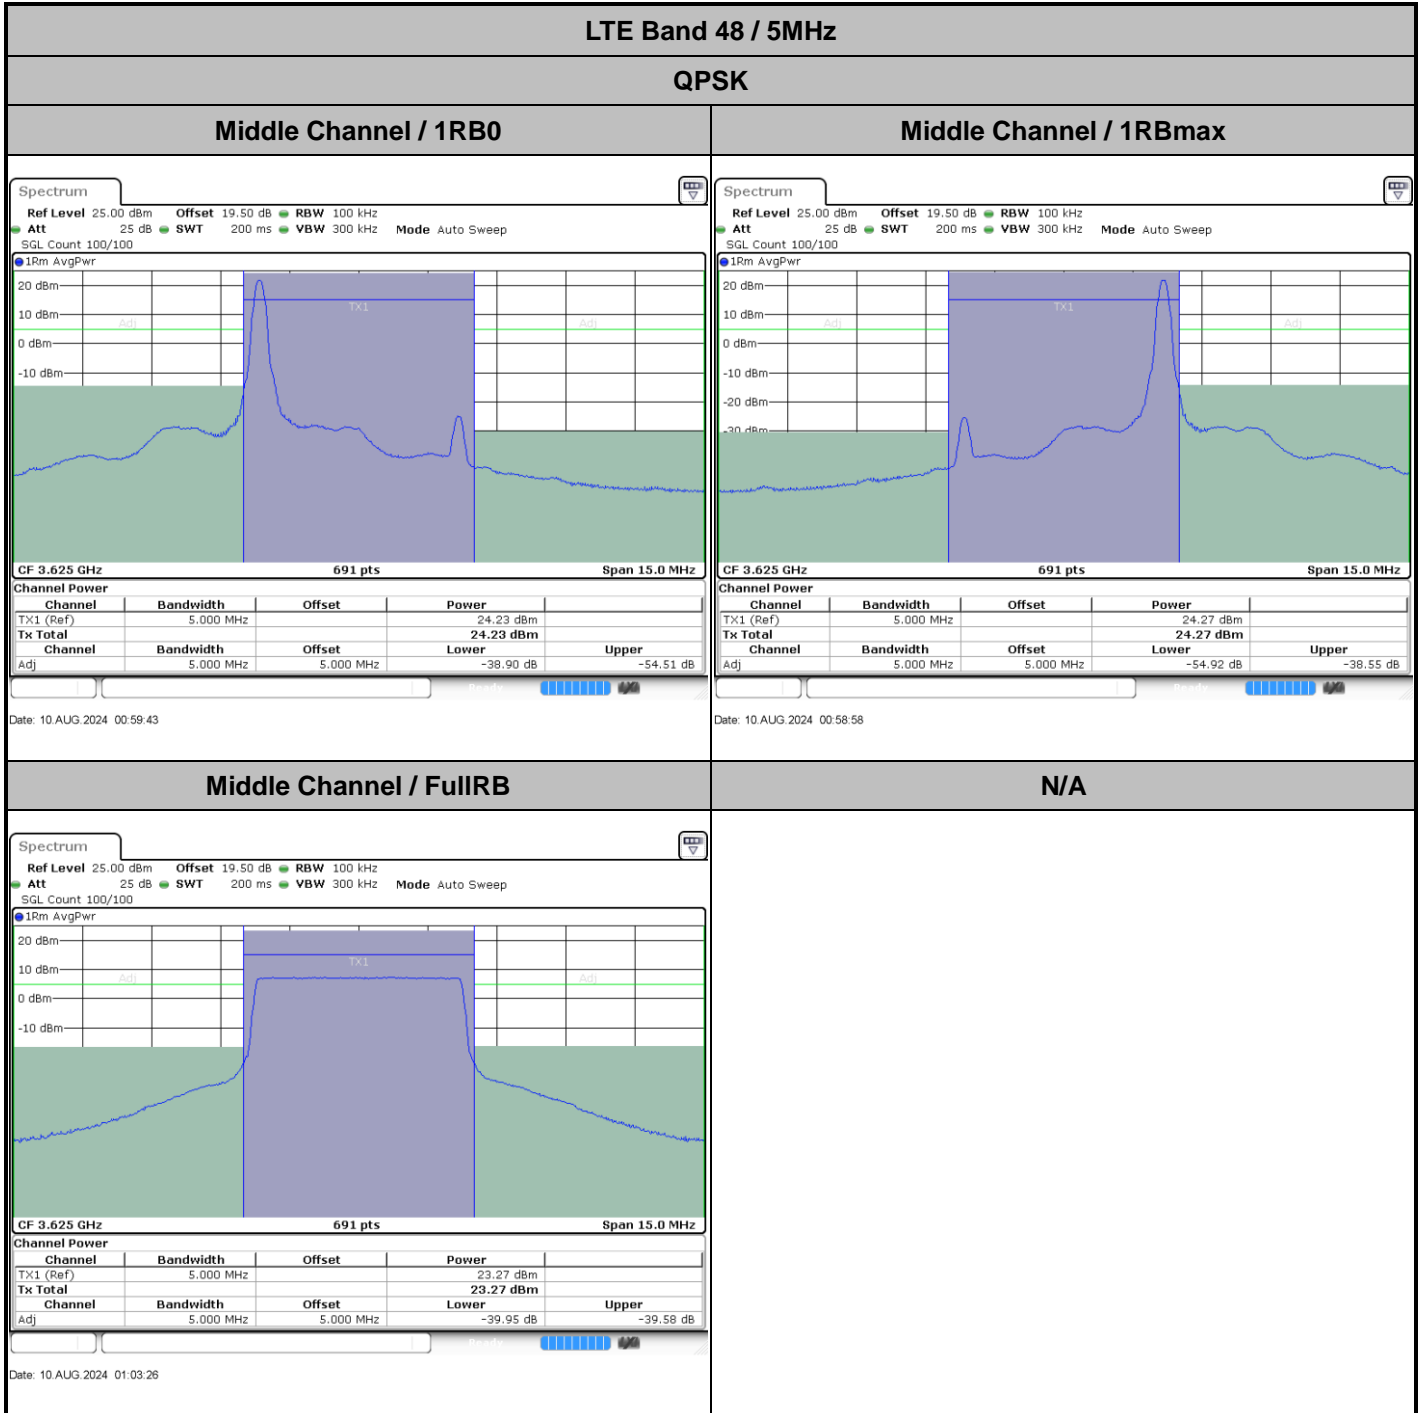 LTE Band 48 / 5MHz
QPSK
Middle Channel / 1RB0
Middle Channel / 1RBmax
Spectrum
Ref Level 25.00 dBm Offset 19.50 dB RBW 100 kHz
Att 25 dB SWT 200 ms VBW 300 kHz Mode Auto Sweep
SGL Count 100/100
1Rm AvgPwr
20 dBm
10 dBm
0 dBm
-10 dBm
Adj
TX1
Adj
CF 3.625 GHz 691 pts Span 15.0 MHz
Channel Power
Channel Bandwidth Offset Power
TX1 (Ref) 5.000 MHz 24.23 dBm
Tx Total 24.23 dBm
Channel Bandwidth Offset Lower Upper
Adj 5.000 MHz 5.000 MHz -38.90 dB -54.51 dB
Ready
Date: 10.AUG.2024 00:59:43
Spectrum
Ref Level 25.00 dBm Offset 19.50 dB RBW 100 kHz
Att 25 dB SWT 200 ms VBW 300 kHz Mode Auto Sweep
SGL Count 100/100
1Rm AvgPwr
20 dBm
10 dBm
0 dBm
-10 dBm
-20 dBm
-30 dBm
Adj
TX1
Adj
CF 3.625 GHz 691 pts Span 15.0 MHz
Channel Power
Channel Bandwidth Offset Power
TX1 (Ref) 5.000 MHz 24.27 dBm
Tx Total 24.27 dBm
Channel Bandwidth Offset Lower Upper
Adj 5.000 MHz 5.000 MHz -54.92 dB -38.55 dB
Ready
Date: 10.AUG.2024 00:58:58
Middle Channel / FullRB
N/A
Spectrum
Ref Level 25.00 dBm Offset 19.50 dB RBW 100 kHz
Att 25 dB SWT 200 ms VBW 300 kHz Mode Auto Sweep
SGL Count 100/100
1Rm AvgPwr
20 dBm
10 dBm
0 dBm
-10 dBm
Adj
TX1
Adj
CF 3.625 GHz 691 pts Span 15.0 MHz
Channel Power
Channel Bandwidth Offset Power
TX1 (Ref) 5.000 MHz 23.27 dBm
Tx Total 23.27 dBm
Channel Bandwidth Offset Lower Upper
Adj 5.000 MHz 5.000 MHz -39.95 dB -39.58 dB
Ready
Date: 10.AUG.2024 01:03:26